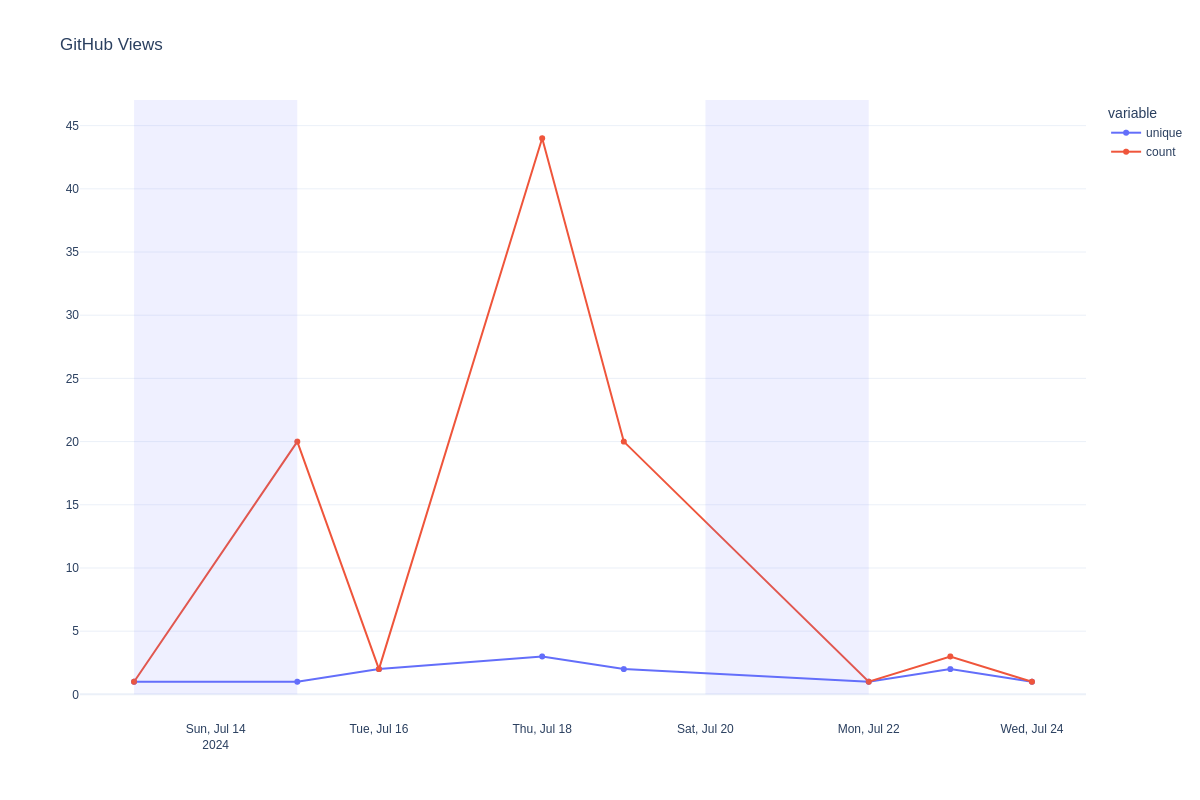 GitHub Views
variable
unique
count
45
40
35
30
25
20
15
10
5
0
Sun, Jul 14
2024
Tue, Jul 16
Thu, Jul 18
Sat, Jul 20
Mon, Jul 22
Wed, Jul 24